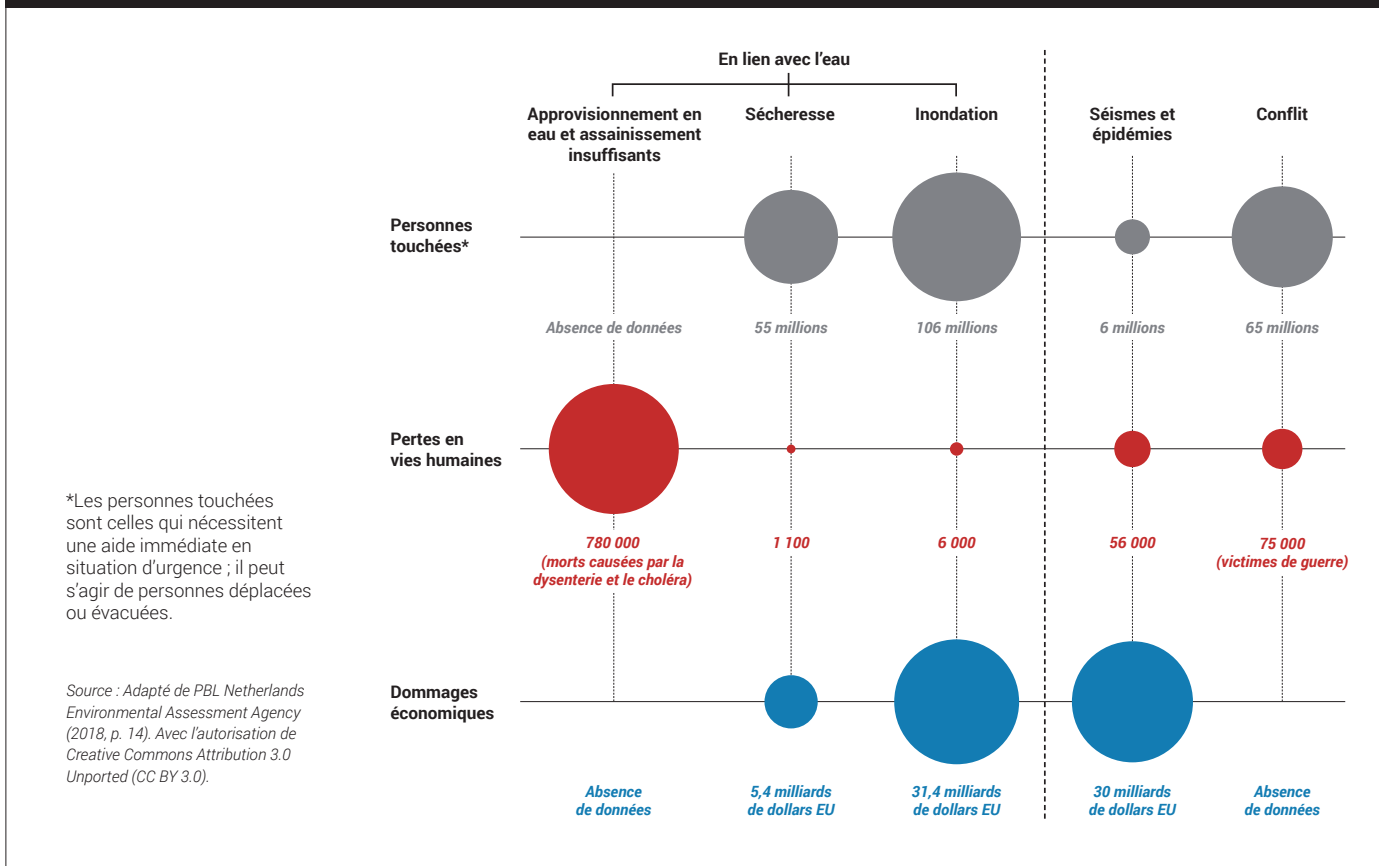 En lien avec l'eau
Approvisionnement en
eau et assainissement
insuffisants
Sécheresse
Inondation
Séismes et
épidémies
Conflit
Personnes
touchées*
Absence de données
55 millions
106 millions
6 millions
65 millions
Pertes en
vies humaines
780 000
(morts causées par la
dysenterie et le choléra)
1 100
6 000
56 000
75 000
(victimes de guerre)
Dommages
économiques
Absence
de données
5,4 milliards
de dollars EU
31,4 milliards
de dollars EU
30 milliards
de dollars EU
Absence
de données
*Les personnes touchées
sont celles qui nécessitent
une aide immédiate en
situation d'urgence ; il peut
s'agir de personnes déplacées
ou évacuées.
Source : Adapté de PBL Netherlands
Environmental Assessment Agency
(2018, p. 14). Avec l'autorisation de
Creative Commons Attribution 3.0
Unported (CC BY 3.0).